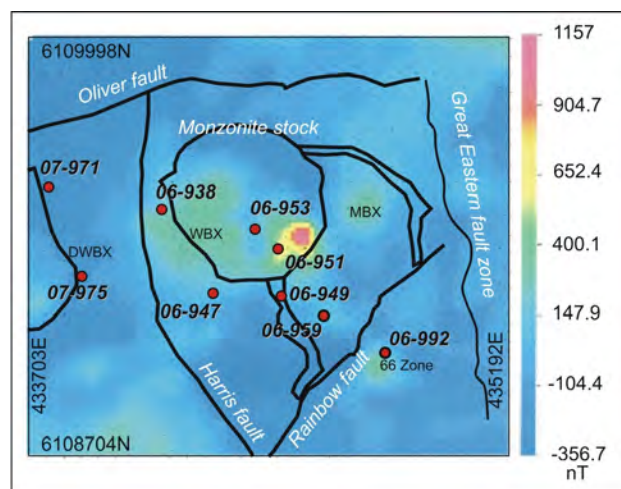 6109998N
1157
Oliver fault
904.7
Great Eastern fault zone
Monzonite stock
07-971
652.4
06-938
06-953
MBX
WBX
400.1
DWBX
06-951
07-975
06-947
06-949
147.9
06-959
06-992
433703E
66 Zone
435192E
-104.4
Harris fault
Rainbow fault
6108704N
-356.7
nT